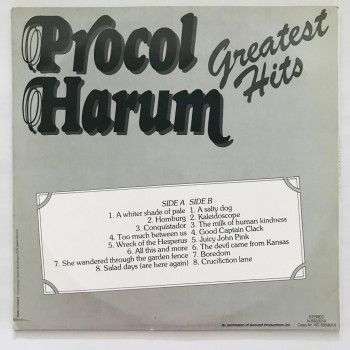 Procol
Harum
Greatest
Hits
SIDE A
1. A whiter shade of pale
2. Homburg
3. Conquistador
4. Too much between us
5. Wreck of the Hesperus
6. All this and more
7. She wandered through the garden fence
8. Salad days (are here again)
SIDE B
1. A salty dog
2. Kaleidoscope
3. The milk of human kindness
4. Good Captain Clack
5. Juicy John Pink
6. The devil came from Kansas
7. Boredom
8. Crucifiction lane